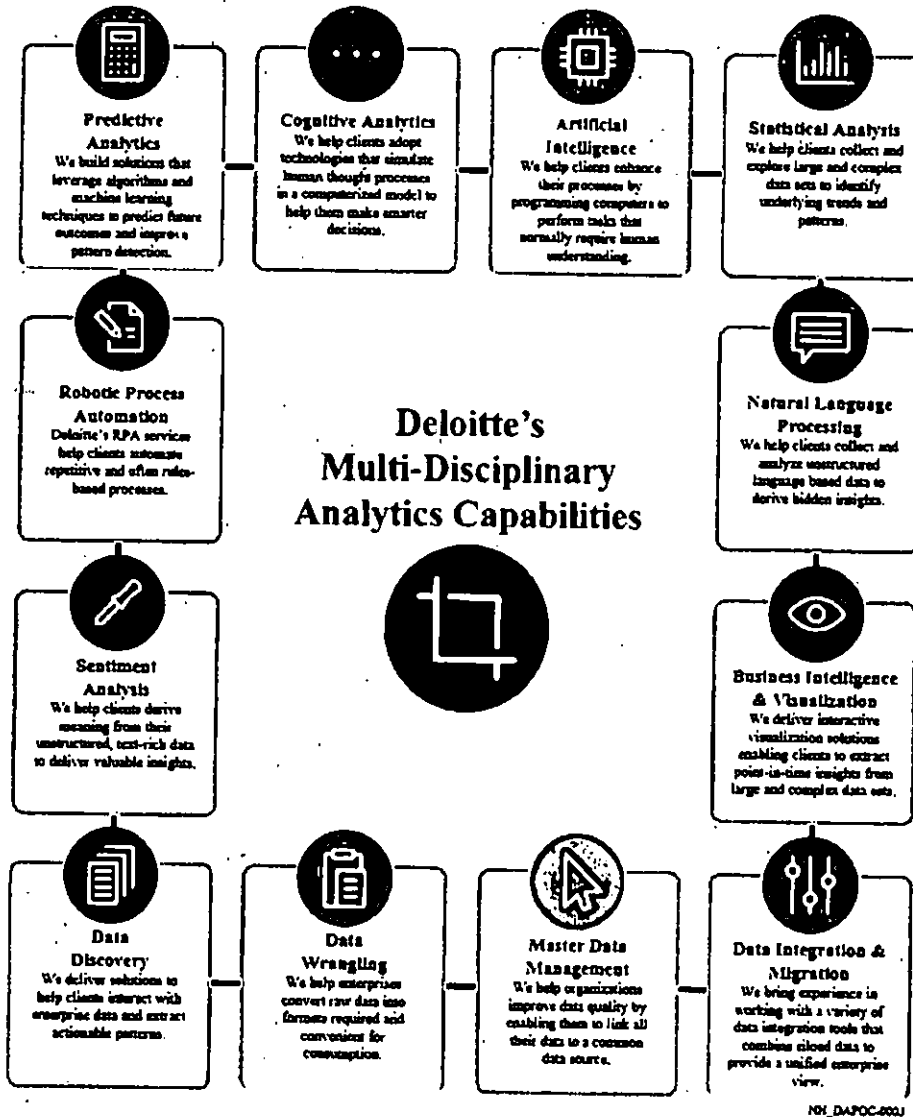 Predictive
Analytics
We build solutions that
leverage algorithms and
machine learning
techniques to predict future
outcomes and improve
pattern detection.
Cognitive Analytics
We help clients adopt
technologies that simulate
human thought processes
in a computerized model to
help them make smarter
decisions.
Artificial
Intelligence
We help clients enhance
their processes by
programming computers to
perform tasks that
normally require human
understanding.
Statistical Analysis
We help clients collect and
explore large and complex
data sets to identify
underlying trends and
patterns.
Robotic Process
Automation
Deloitte's RPA services
help clients automate
repetitive and often rules-
based processes.
Deloitte's
Multi-Disciplinary
Analytics Capabilities
Natural Language
Processing
We help clients collect and
analyze unstructured
language based data to
derive hidden insights.
Sentiment
Analysis
We help clients derive
meaning from their
unstructured, text-rich data
to deliver valuable insights.
Business Intelligence
& Visualization
We deliver interactive
visualization solutions
enabling clients to extract
point-in-time insights from
large and complex data sets.
Data
Discovery
We deliver solutions to
help clients interact with
enterprise data and extract
actionable patterns.
Data
Wrangling
We help enterprises
convert raw data into
formats required and
convenient for
consumption.
Master Data
Management
We help organizations
improve data quality by
enabling them to link all
their data to a common
data source.
Data Integration &
Migration
We bring experience in
working with a variety of
data integration tools that
combine siloed data to
provide a unified enterprise
view.